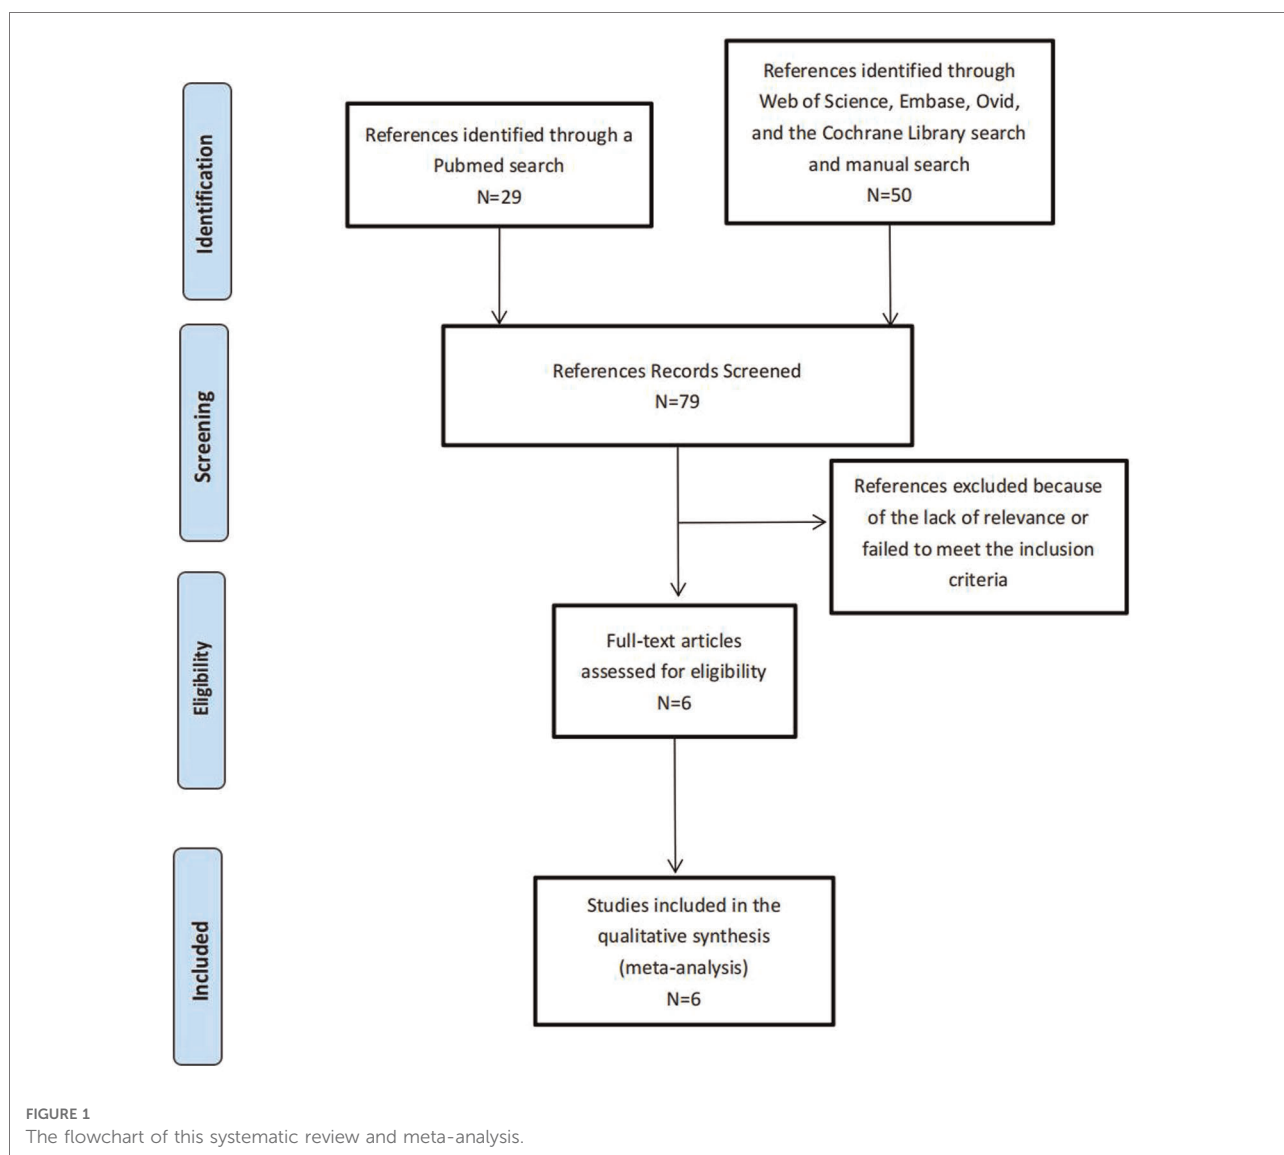 Identification
References identified through a
Pubmed search
N=29
References identified through
Web of Science, Embase, Ovid,
and the Cochrane Library search
and manual search
N=50
Screening
References Records Screened
N=79
References excluded because
of the lack of relevance or
failed to meet the inclusion
criteria
Eligibility
Full-text articles
assessed for eligibility
N=6
Included
Studies included in the
qualitative synthesis
(meta-analysis)
N=6
FIGURE 1
The flowchart of this systematic review and meta-analysis.